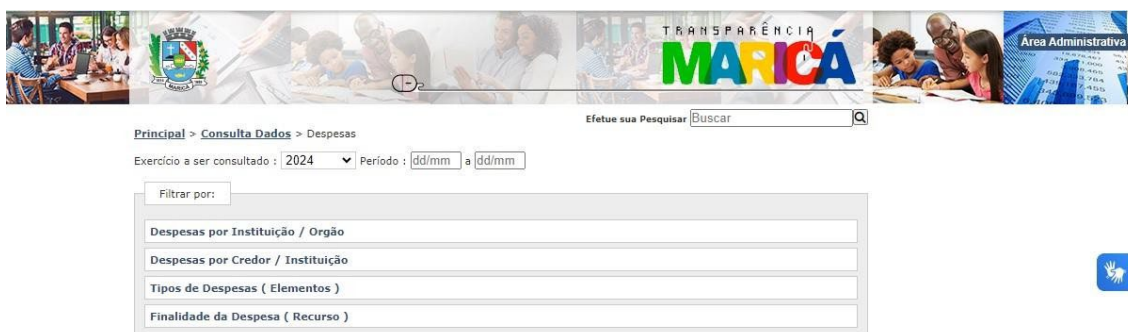 TRANSPARÊNCIA
MARICÁ
Área Administrativa
MARICÁ
Efetue sua Pesquisar Buscar
Principal > Consulta Dados > Despesas
Exercício a ser consultado : 2024 Período : dd/mm a dd/mm
Filtrar por:
Despesas por Instituição / Orgão
Despesas por Credor / Instituição
Tipos de Despesas ( Elementos )
Finalidade da Despesa ( Recurso )